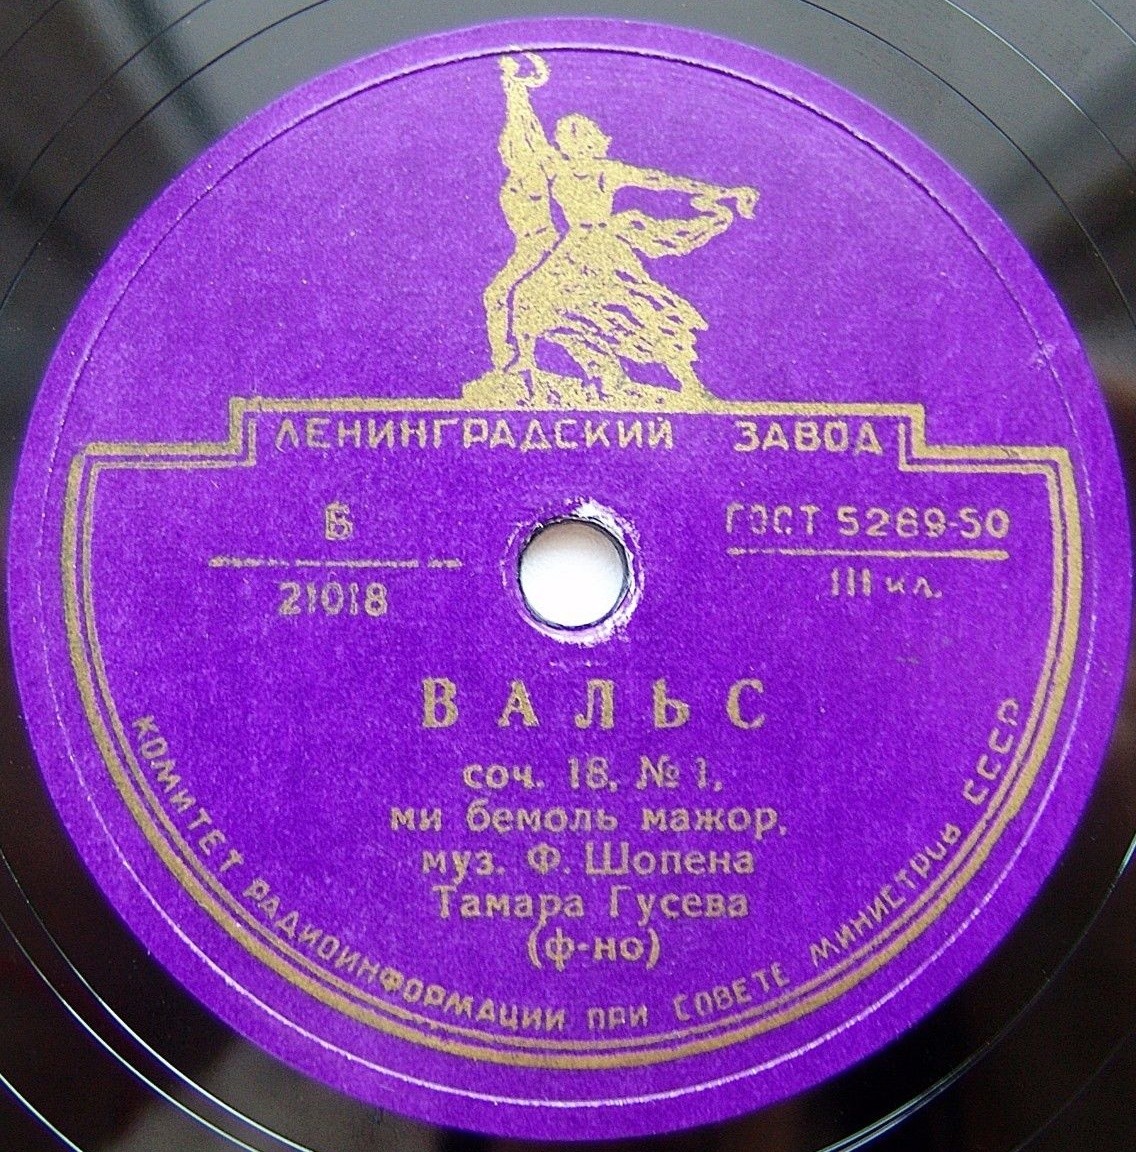 ЛЕНИНГРАДСКИЙ ЗАВОД
Б
21018
ГОСТ 5289-50
III кл.
ВАЛЬС
соч. 18, № 1,
ми бемоль мажор,
муз. Ф. Шопена
Тамара Гусева
(ф-но)
КОМИТЕТ РАДИОИНФОРМАЦИИ ПРИ СОВЕТЕ МИНИСТРОВ СССР